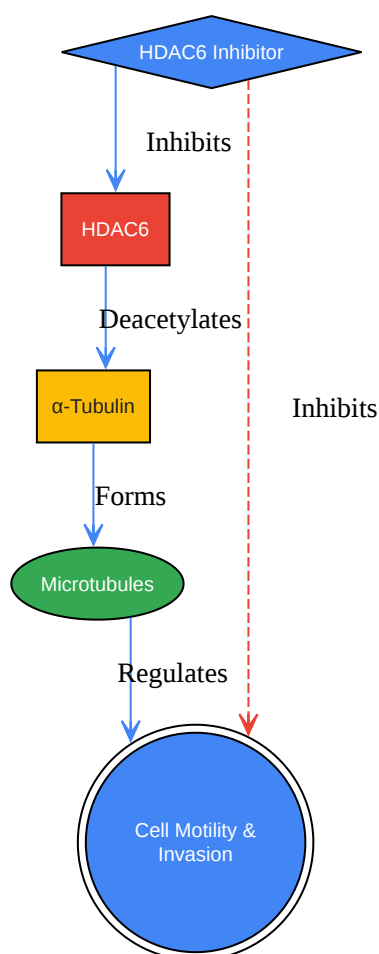 HDAC6 Inhibitor
Inhibits
HDAC6
Deacetylates
α-Tubulin
Inhibits
Forms
Microtubules
Regulates
Cell Motility &
Invasion